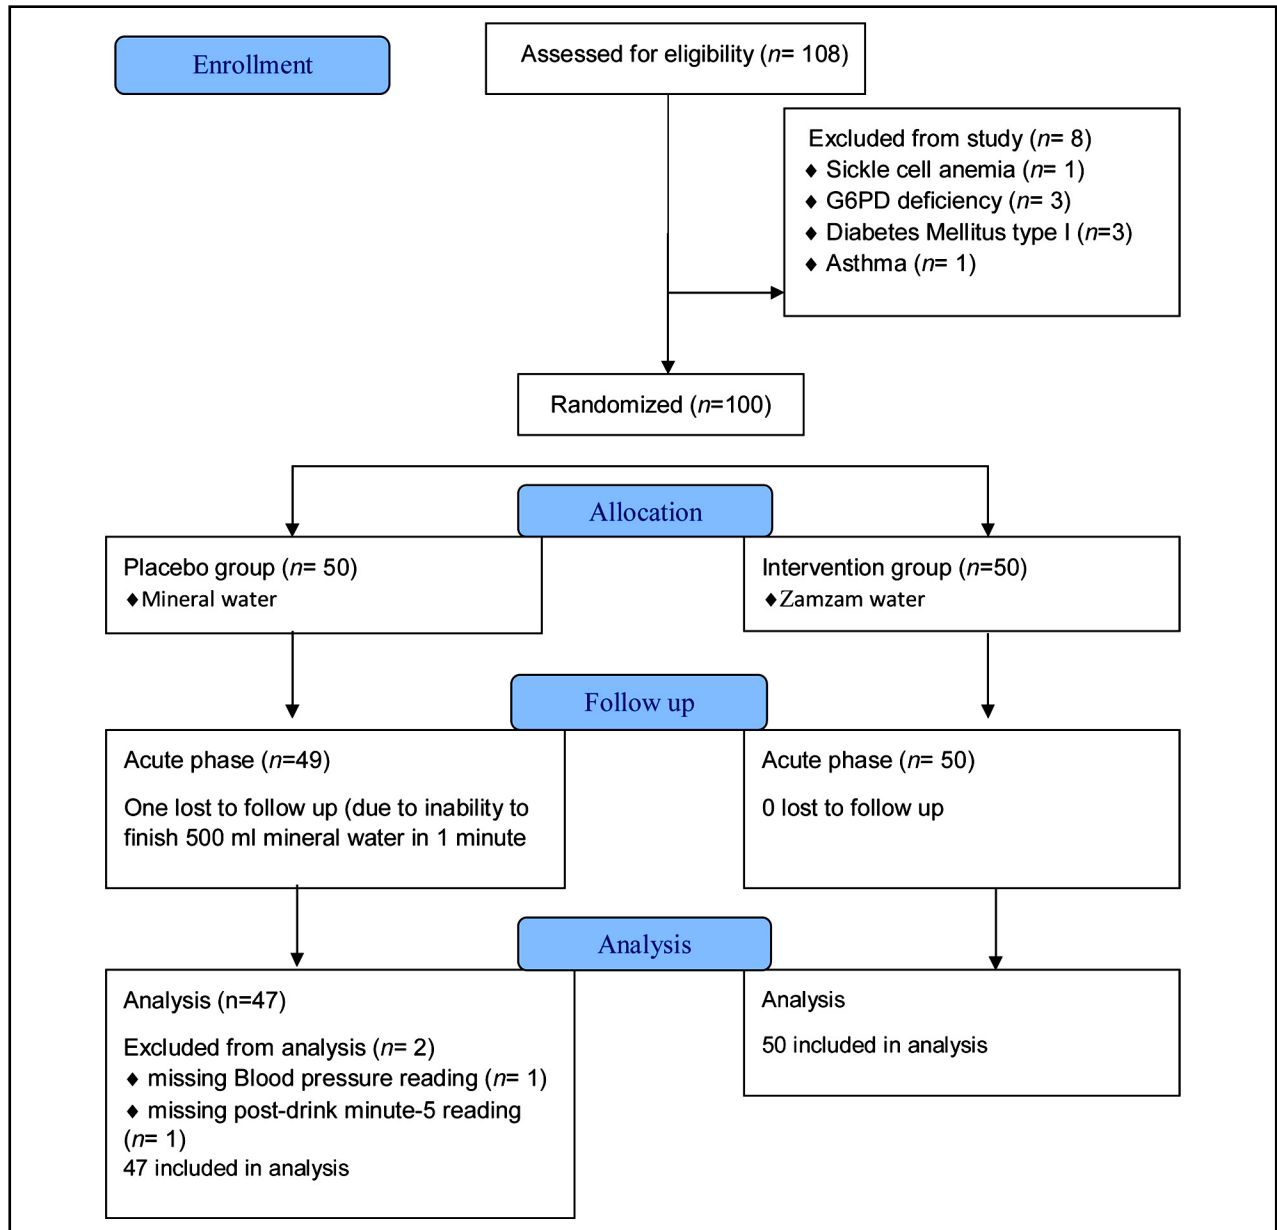 Enrollment
Assessed for eligibility (n= 108)
Excluded from study (n= 8)
♦ Sickle cell anemia (n= 1)
♦ G6PD deficiency (n= 3)
♦ Diabetes Mellitus type I (n=3)
♦ Asthma (n= 1)
Randomized (n=100)
Allocation
Placebo group (n= 50)
♦Mineral water
Intervention group (n=50)
♦Zamzam water
Follow up
Acute phase (n=49)
One lost to follow up (due to inability to
finish 500 ml mineral water in 1 minute
Acute phase (n= 50)
0 lost to follow up
Analysis
Analysis (n=47)
Excluded from analysis (n= 2)
♦ missing Blood pressure reading (n= 1)
♦ missing post-drink minute-5 reading
(n= 1)
47 included in analysis
Analysis
50 included in analysis